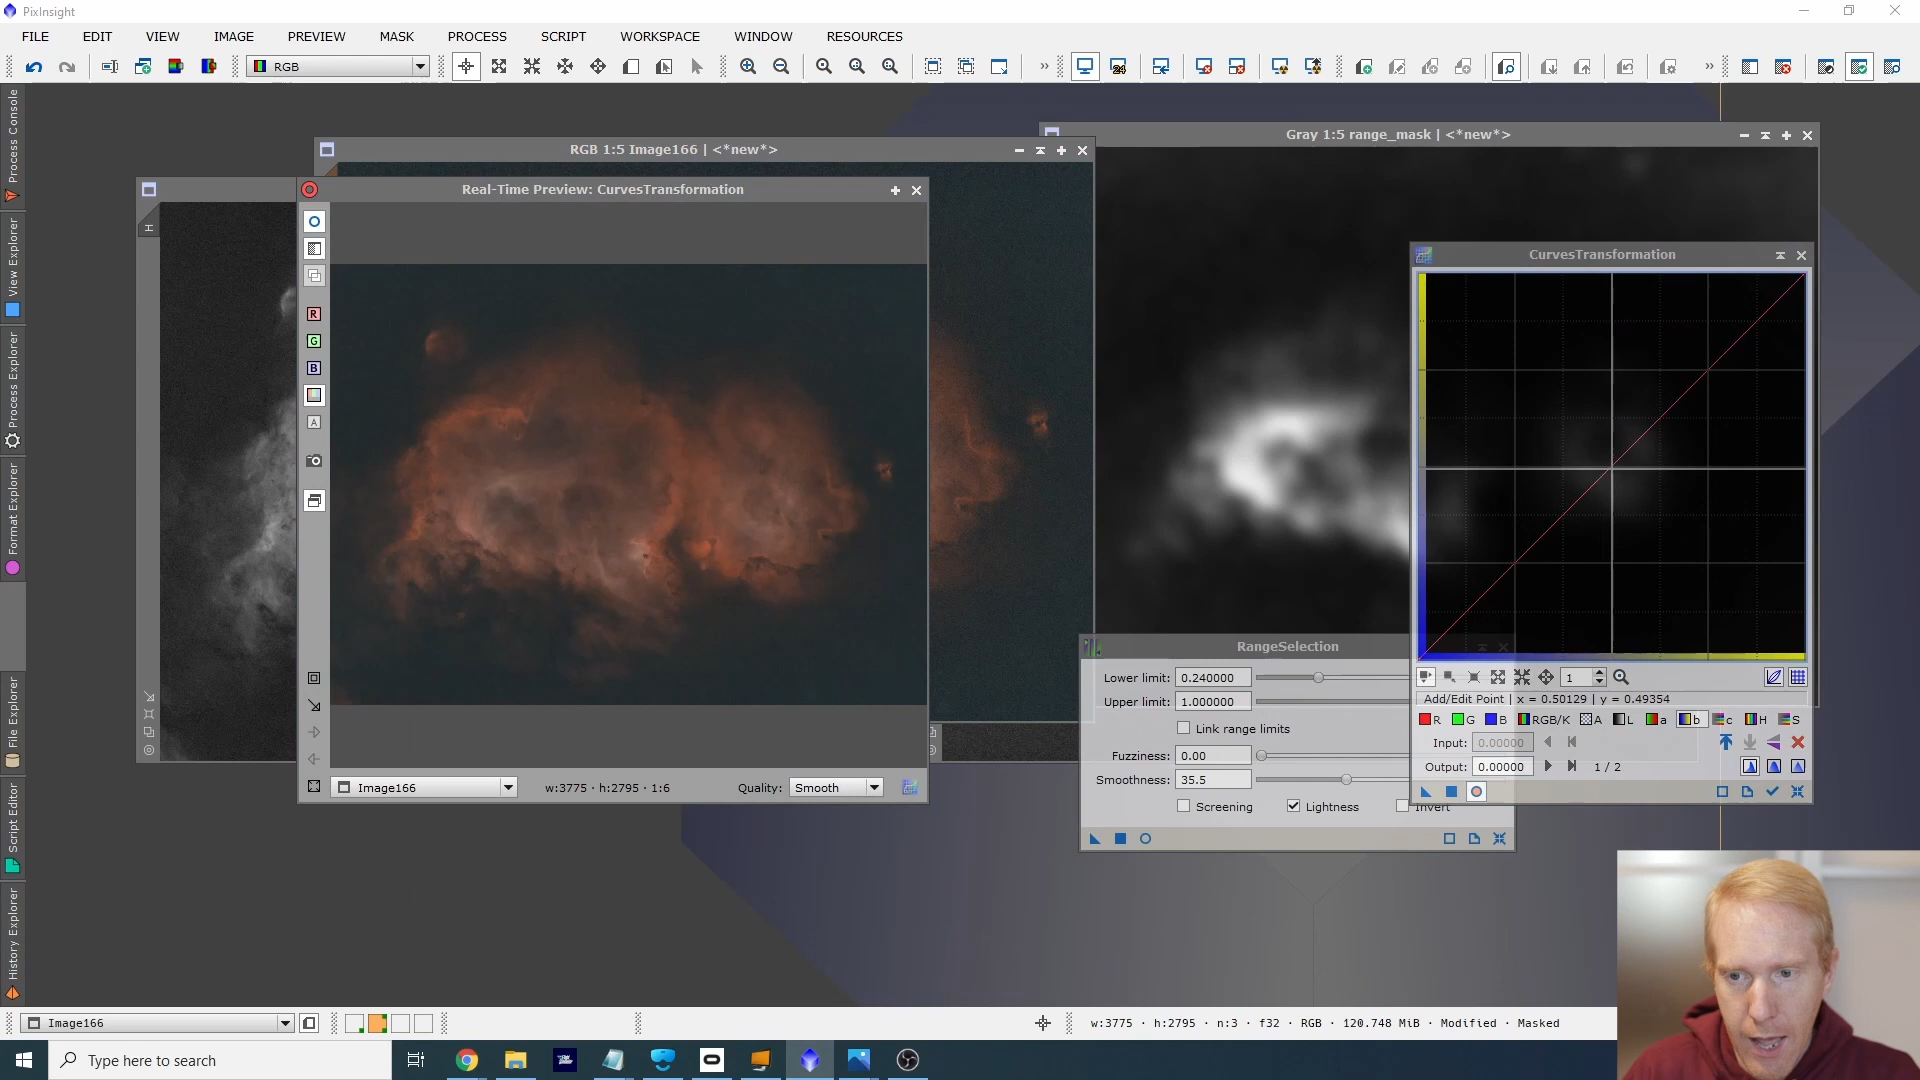 PixInsight
FILE EDIT VIEW IMAGE PREVIEW MASK PROCESS SCRIPT WORKSPACE WINDOW RESOURCES
RGB
24
Process Console
View Explorer
Process Explorer
Format Explorer
File Explorer
Script Editor
History Explorer
Gray 1:5 range_mask | <*new*>
RGB 1:5 Image166 | <*new*>
H
Real-Time Preview: CurvesTransformation
R
G
B
A
Image166
w:3775 · h:2795 · 1:6
Quality: Smooth
CurvesTransformation
1
Add/Edit Point | x = 0.50129 | y = 0.49354
R G B RGB/K A L a b c H S
Input: 0.00000
Output: 0.00000 1 / 2
RangeSelection
Lower limit: 0.240000
Upper limit: 1.000000
Link range limits
Fuzziness: 0.00
Smoothness: 35.5
Screening Lightness Invert
Image166
w:3775 · h:2795 · n:3 · f32 · RGB · 120.748 MiB · Modified · Masked
Type here to search